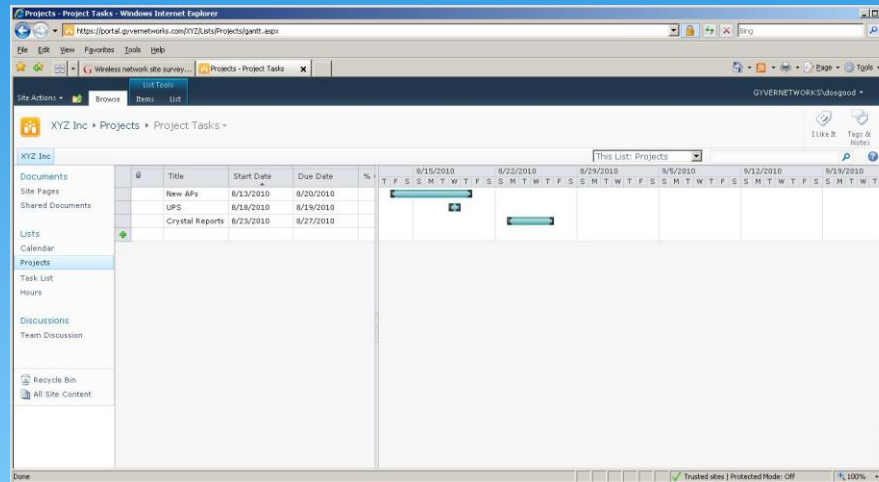 Projects - Project Tasks - Windows Internet Explorer
https://portal.gyvernetworks.com/XYZ/Lists/Projects/gantt.aspx
Bing
File Edit View Favorites Tools Help
Wireless network site survey... Projects - Project Tasks
Page Tools
List Tools
Site Actions Browse Items List
GYVERNETWORKS\dosgood
XYZ Inc Projects Project Tasks
I Like It Tags & Notes
XYZ Inc
This List: Projects
Documents
Site Pages
Shared Documents
Lists
Calendar
Projects
Task List
Hours
Discussions
Team Discussion
Recycle Bin
All Site Content
Title Start Date Due Date %
New APs 8/13/2010 8/20/2010
UPS 8/18/2010 8/19/2010
Crystal Reports 8/23/2010 8/27/2010
8/15/2010 8/22/2010 8/29/2010 9/5/2010 9/12/2010 9/19/2010
T F S S M T W T F S S M T W T F S S M T W T F S S M T W T F S S M T W T F S S M T W T
Done
Trusted sites | Protected Mode: Off
100%